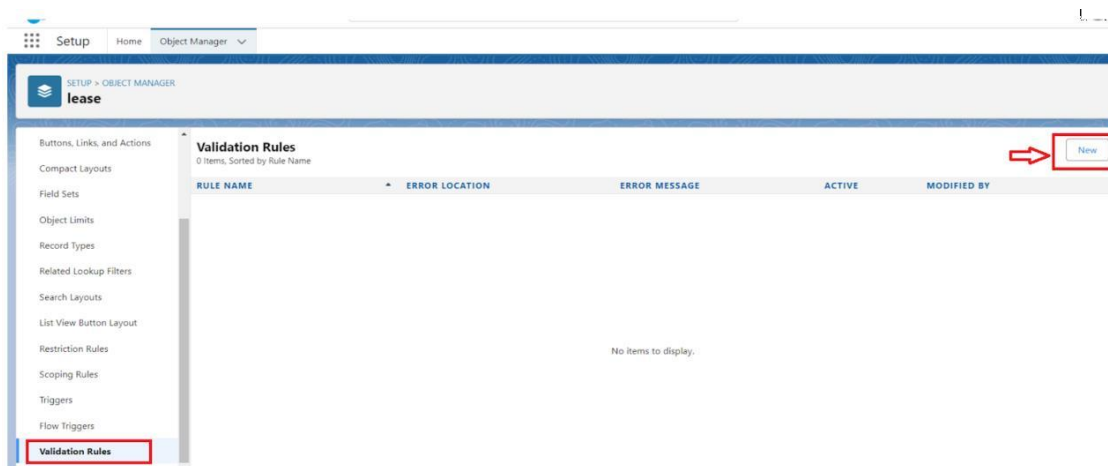 Setup Home Object Manager
SETUP > OBJECT MANAGER
lease
Buttons, Links, and Actions
Compact Layouts
Field Sets
Object Limits
Record Types
Related Lookup Filters
Search Layouts
List View Button Layout
Restriction Rules
Scoping Rules
Triggers
Flow Triggers
Validation Rules
Validation Rules
0 Items, Sorted by Rule Name
New
RULE NAME ERROR LOCATION ERROR MESSAGE ACTIVE MODIFIED BY
No items to display.